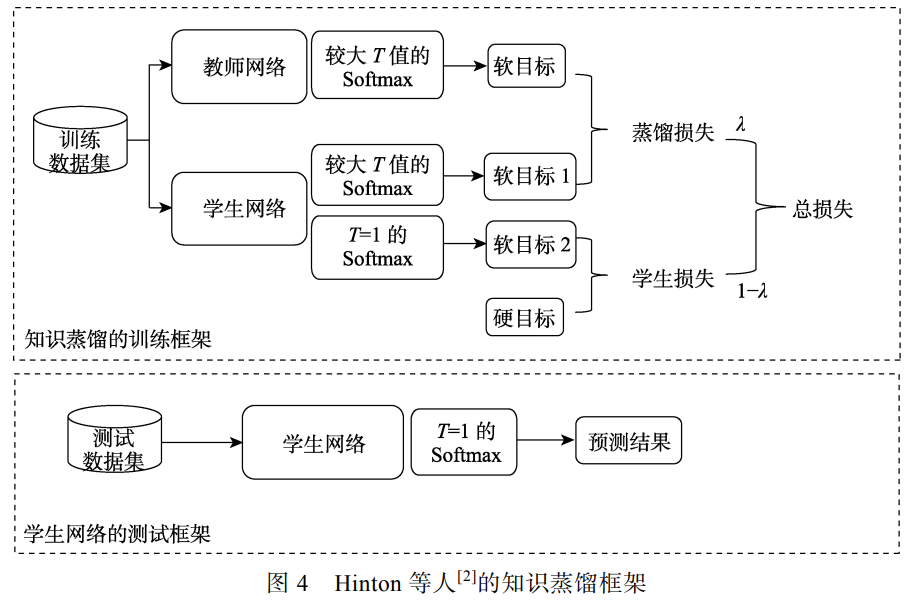 教师网络
较大 T 值的
Softmax
软目标
训练
数据集
蒸馏损失
λ
学生网络
较大 T 值的
Softmax
软目标 1
总损失
T=1 的
Softmax
软目标 2
学生损失
1−λ
硬目标
知识蒸馏的训练框架
测试
数据集
学生网络
T=1 的
Softmax
预测结果
学生网络的测试框架
图 4 Hinton 等人[2]的知识蒸馏框架